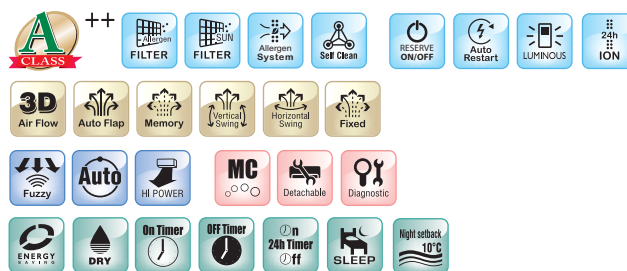 A
++
CLASS
Allergen
FILTER
SUN
FILTER
Allergen
System
Self Clean
RESERVE
ON/OFF
Auto
Restart
LUMINOUS
24h
ION
3D
Air Flow
Auto Flap
Memory
Vertical
Swing
Horizontal
Swing
Fixed
Fuzzy
Auto
HI POWER
MC
Detachable
Diagnostic
ENERGY
SAVING
DRY
On Timer
OFF Timer
On
24h Timer
Off
SLEEP
Night setback
10°C